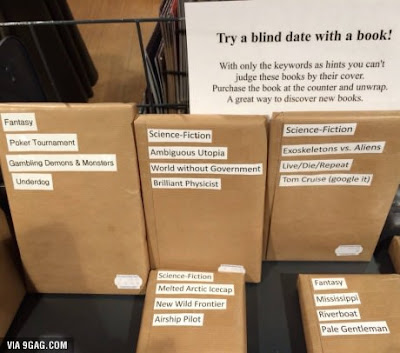 Try a blind date with a book!
With only the keywords as hints you can't
judge these books by their cover.
Purchase the book at the counter and unwrap.
A great way to discover new books.
Fantasy
Poker Tournament
Gambling Demons & Monsters
Underdog
Science-Fiction
Ambiguous Utopia
World without Government
Brilliant Physicist
Science-Fiction
Exoskeletons vs. Aliens
Live/Die/Repeat
Tom Cruise (google it)
Science-Fiction
Melted Arctic Icecap
New Wild Frontier
Airship Pilot
Fantasy
Mississippi
Riverboat
Pale Gentleman
VIA 9GAG.COM